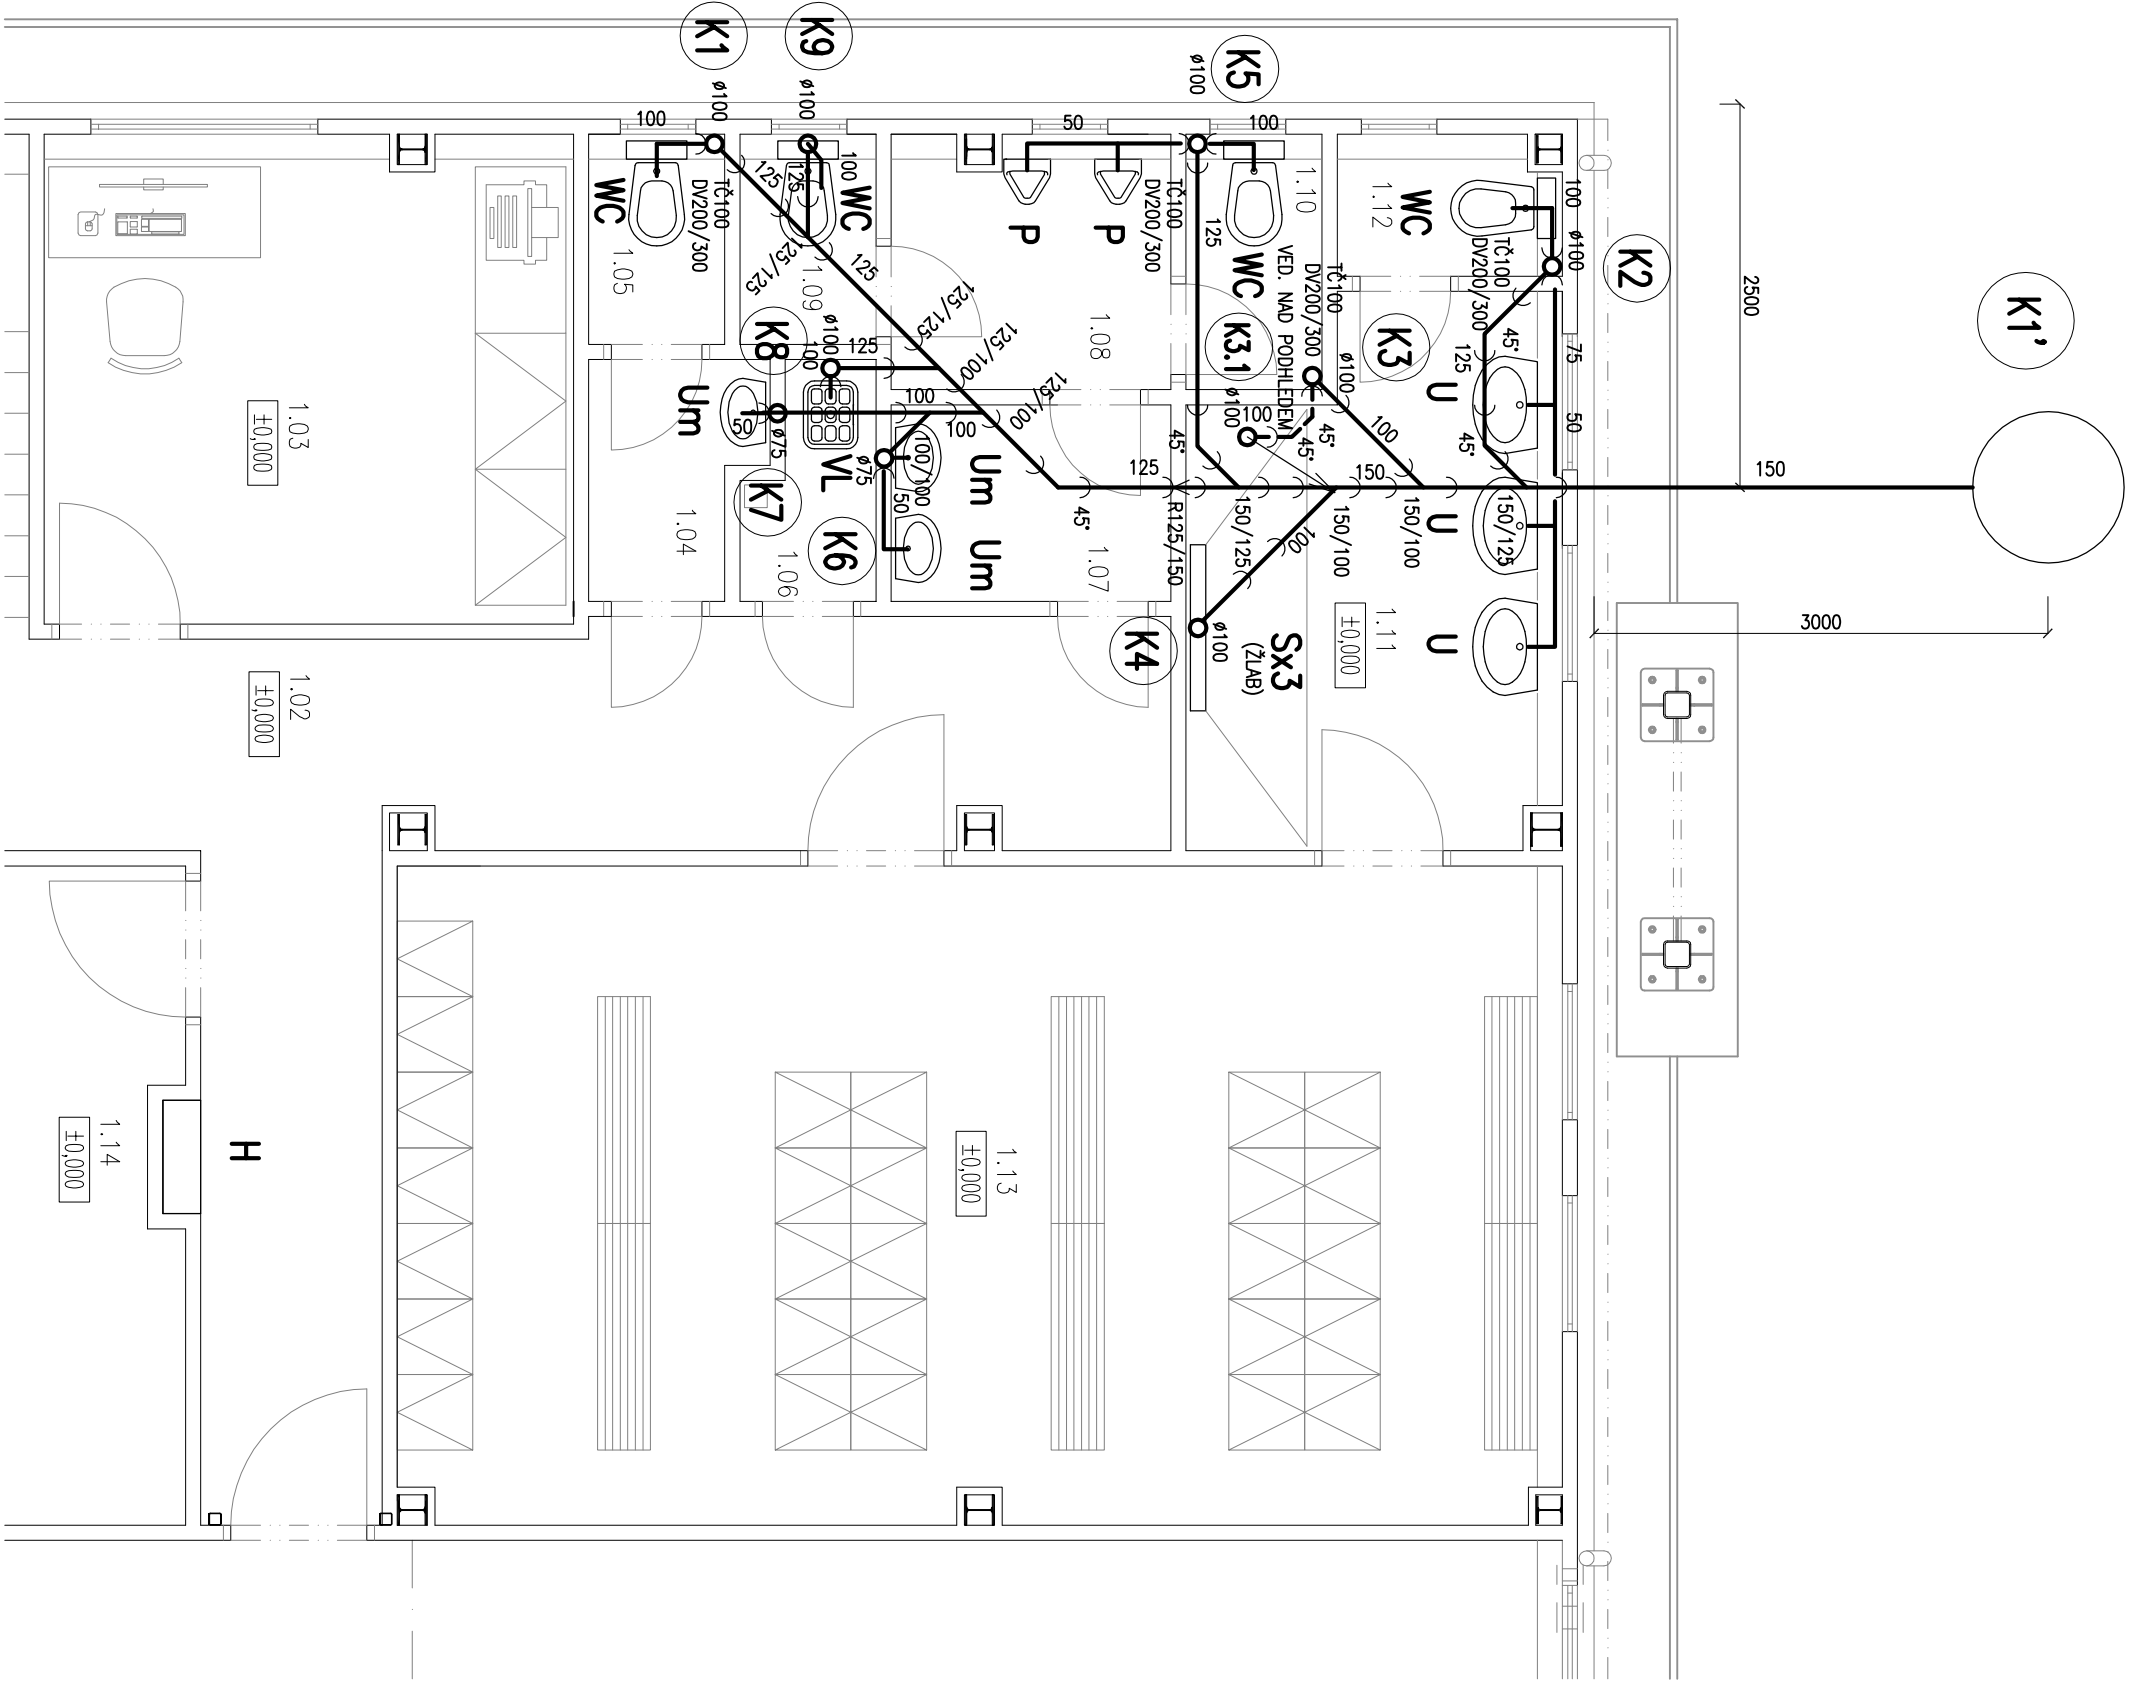 K1
K9
K5
K2
K1’
ø100
ø100
ø100
ø100
100
50
100
100
100
125
125
125
125
125/125
125/125
125/100
125/100
125
WC
WC
WC
WC
TČ100
DV200/300
TČ100
DV200/300
TČ100
DV200/300
TČ100
DV200/300
VED. NAD PODHLEDEM
P
P
1.05
1.09
1.10
1.12
1.08
2500
K8
K3.1
K3
ø100
100
125
ø100
ø100
100
45°
45°
45°
45°
45°
100
125
75
50
U
U
U
Um
Um
Um
50
ø75
100
100
100/100
ø75
50
VL
K7
K6
1.04
1.06
1.07
45°
125
R125/150
150
150
150/125
150/100
150/100
150/125
100
K4
ø100
Sx3
(ŽLAB)
1.11
±0,000
3000
1.03
±0,000
1.02
±0,000
1.13
±0,000
1.14
±0,000
H